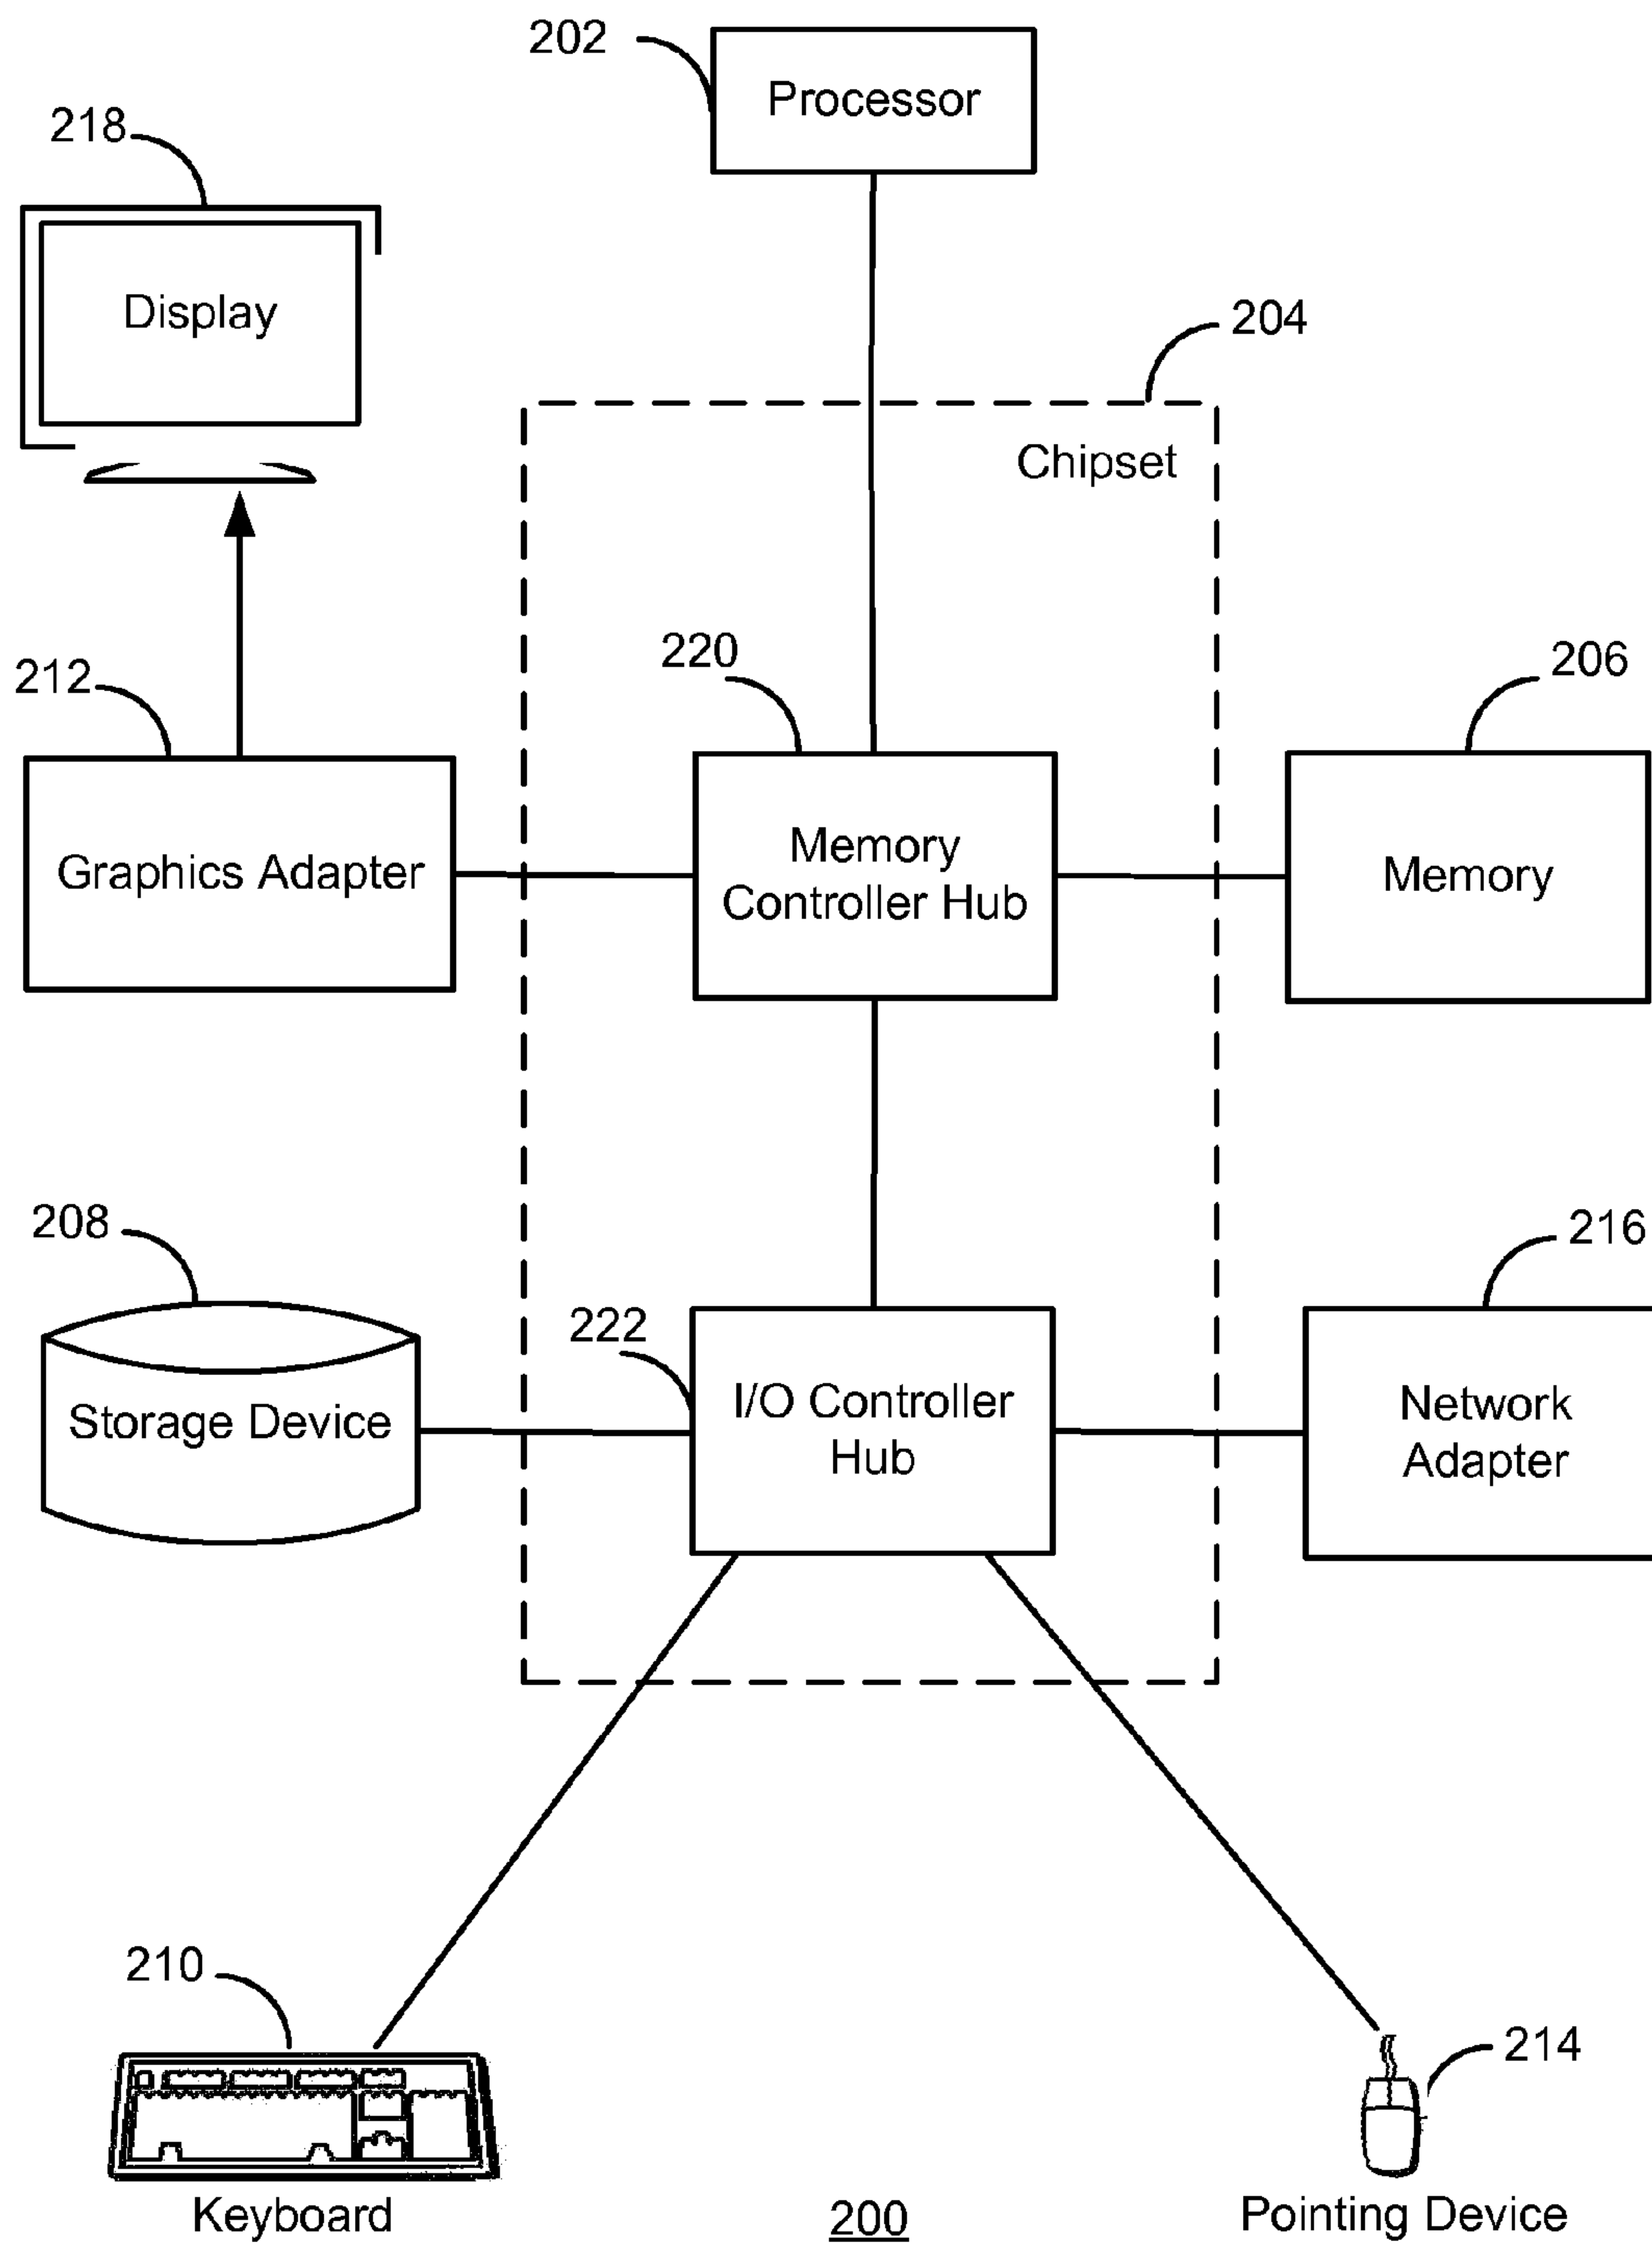 202
Processor
218
Display
204
Chipset
220
206
212
Memory
Controller Hub
Graphics Adapter
Memory
208
216
222
I/O Controller
Hub
Storage Device
Network
Adapter
210
214
Keyboard
200
Pointing Device